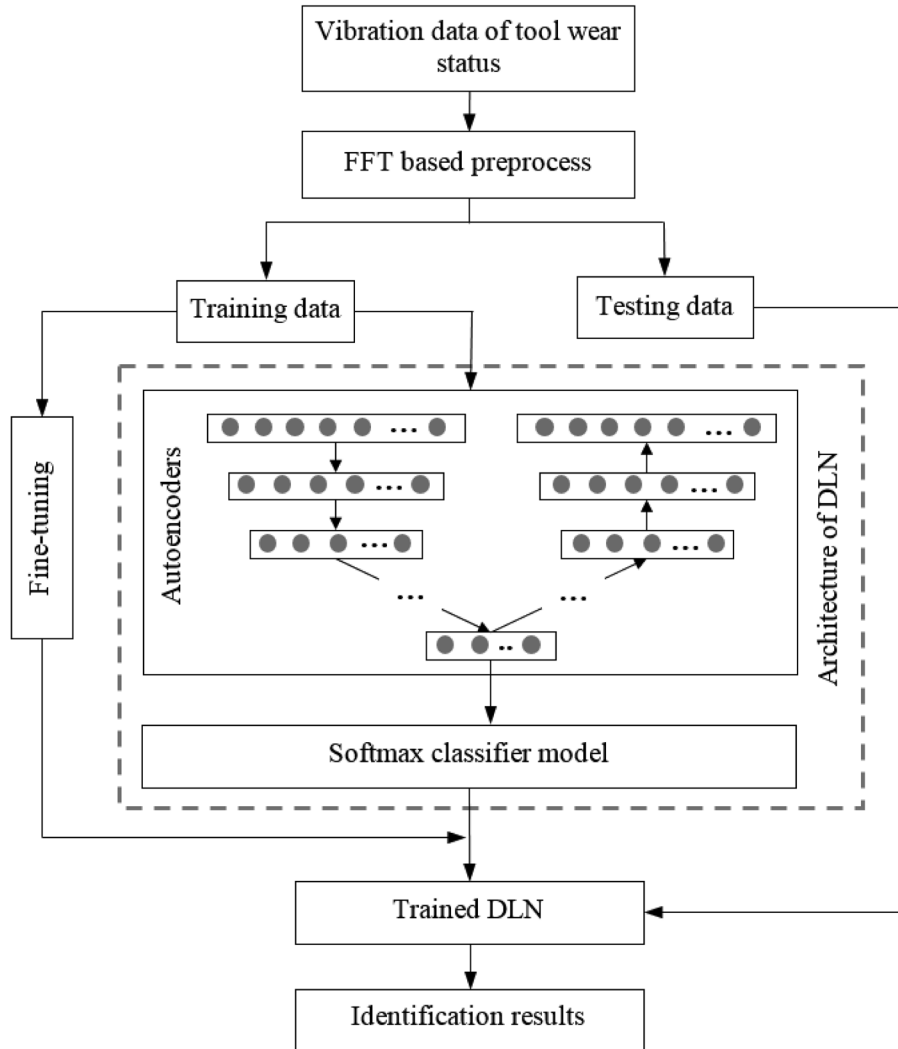 Vibration data of tool wear
status
FFT based preprocess
Training data
Testing data
Fine-tuning
Autoencoders
Architecture of DLN
...
...
...
...
...
...
...
...
..
Softmax classifier model
Trained DLN
Identification results